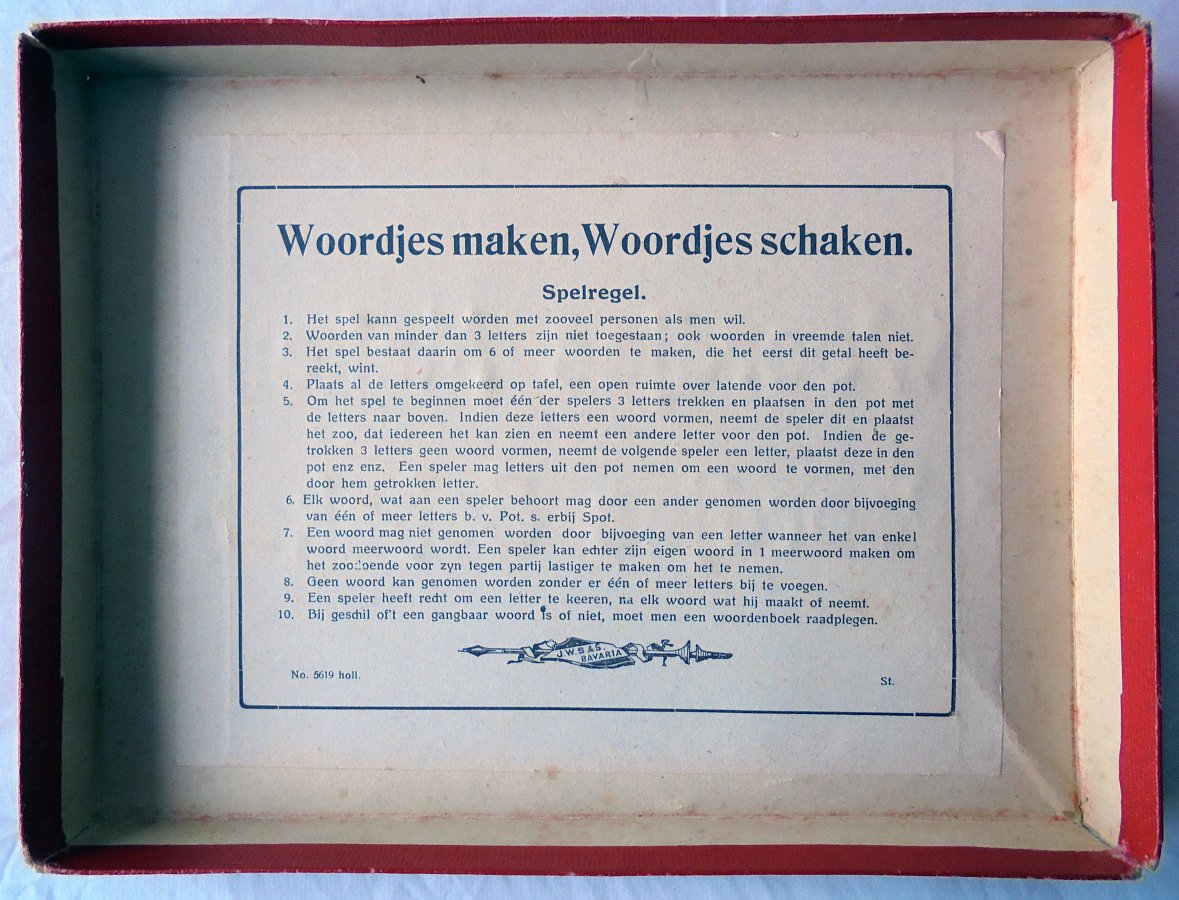 Woordjes maken, Woordjes schaken.
Spelregel.
1. Het spel kann gespeelt worden met zooveel personen als men wil.
2. Woorden van minder dan 3 letters zijn niet toegestaan; ook woorden in vreemde talen niet.
3. Het spel bestaat daarin om 6 of meer woorden te maken, die het eerst dit getal heeft be-
reekt, wint.
4. Plaats al de letters omgekeerd op tafel, een open ruimte over latende voor den pot.
5. Om het spel te beginnen moet één der spelers 3 letters trekken en plaatsen in den pot met
de letters naar boven. Indien deze letters een woord vormen, neemt de speler dit en plaatst
het zoo, dat iedereen het kan zien en neemt een andere letter voor den pot. Indien de ge-
trokken 3 letters geen woord vormen, neemt de volgende speler een letter, plaatst deze in den
pot enz enz. Een speler mag letters uit den pot nemen om een woord te vormen, met den
door hem getrokken letter.
6. Elk woord, wat aan een speler behoort mag door een ander genomen worden door bijvoeging
van één of meer letters b. v. Pot. s. erbij Spot.
7. Een woord mag niet genomen worden door bijvoeging van een letter wanneer het van enkel
woord meerwoord wordt. Een speler kan echter zijn eigen woord in 1 meerwoord maken om
het zoodoende voor zyn tegen partij lastiger te maken om het te nemen.
8. Geen woord kan genomen worden zonder er één of meer letters bij te voegen.
9. Een speler heeft recht om een letter te keeren, na elk woord wat hij maakt of neemt.
10. Bij geschil of't een gangbaar woord is of niet, moet men een woordenboek raadplegen.
J.W.S.&S.
BAVARIA
No. 5619 holl.
St.